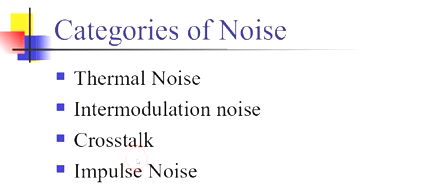 Categories of Noise
Thermal Noise
Intermodulation noise
Crosstalk
Impulse Noise